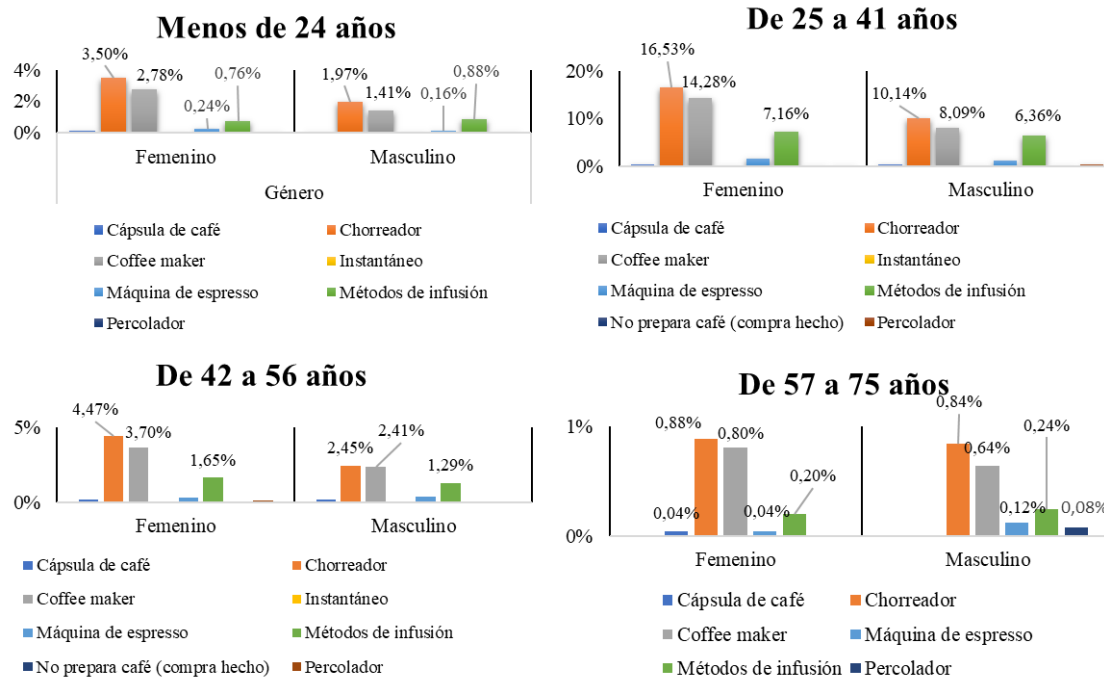 Menos de 24 años
3,50%
2,78%
0,76%
0,24%
1,97%
1,41%
0,88%
0,16%
4%
2%
0%
Femenino
Masculino
Género
Cápsula de café
Chorreador
Coffee maker
Instantáneo
Máquina de espresso
Métodos de infusión
Percolador
De 25 a 41 años
16,53%
14,28%
7,16%
10,14%
8,09%
6,36%
20%
10%
0%
Femenino
Masculino
Cápsula de café
Chorreador
Coffee maker
Instantáneo
Máquina de espresso
Métodos de infusión
No prepara café (compra hecho)
Percolador
De 42 a 56 años
4,47%
3,70%
1,65%
2,45%
2,41%
1,29%
5%
0%
Femenino
Masculino
Cápsula de café
Chorreador
Coffee maker
Instantáneo
Máquina de espresso
Métodos de infusión
No prepara café (compra hecho)
Percolador
De 57 a 75 años
0,88%
0,80%
0,20%
0,04%
0,04%
0,84%
0,64%
0,24%
0,12%
0,08%
1%
0%
Femenino
Masculino
Cápsula de café
Chorreador
Coffee maker
Máquina de espresso
Métodos de infusión
Percolador